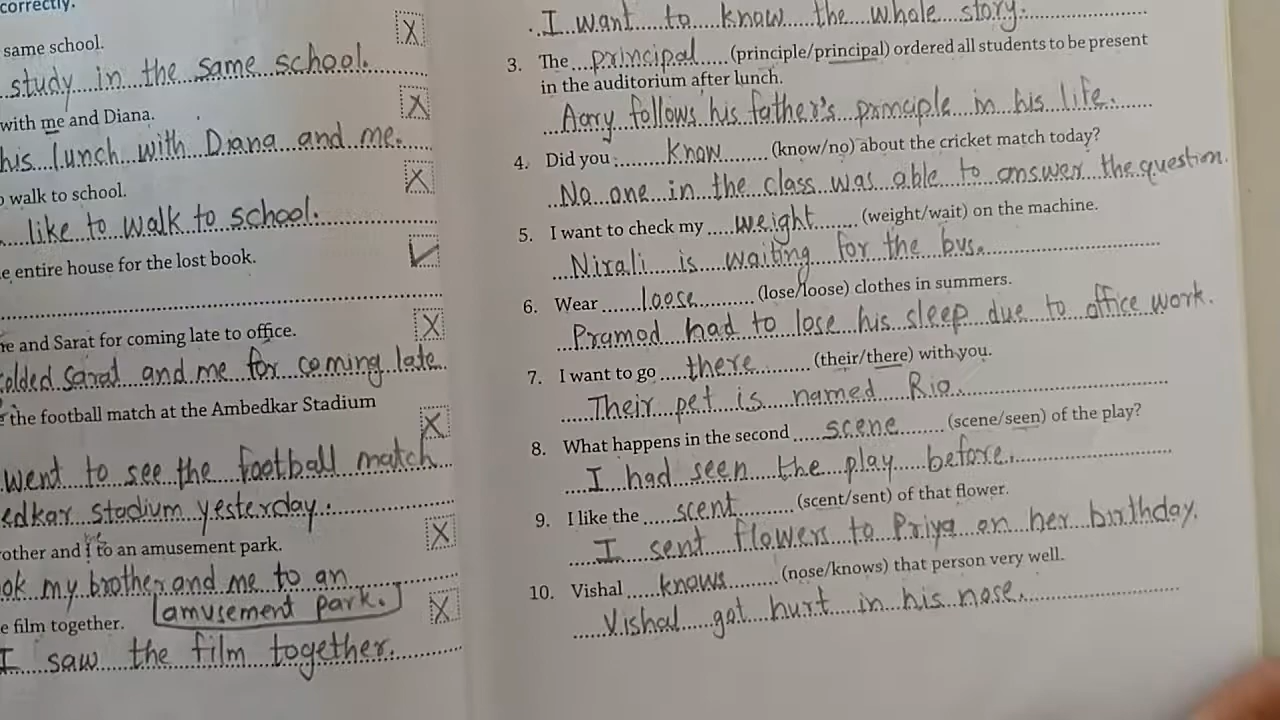 correctly.
same school.
X
study in the same school.
with me and Diana.
X
his lunch with Diana and me.
walk to school.
X
like to walk to school.
e entire house for the lost book.
✓
and Sarat for coming late to office.
X
colded Sarat and me for coming late.
the football match at the Ambedkar Stadium
X
went to see the football match
edkar stadium yesterday.
other and I to an amusement park.
X
ok my brother and me to an
amusement park.
e film together.
X
I saw the film together.
I want to know the whole story.
3. The principal (principle/principal) ordered all students to be present
in the auditorium after lunch.
Aary follows his father's principle in his life.
4. Did you know (know/no) about the cricket match today?
No one in the class was able to answer the question.
5. I want to check my weight (weight/wait) on the machine.
Nirali is waiting for the bus.
6. Wear loose (lose/loose) clothes in summers.
Pramod had to lose his sleep due to office work.
7. I want to go there (their/there) with you.
Their pet is named Rio.
8. What happens in the second scene (scene/seen) of the play?
I had seen the play before.
9. I like the scent (scent/sent) of that flower.
I sent flowers to Priya on her birthday.
10. Vishal knows (nose/knows) that person very well.
Vishal got hurt in his nose.